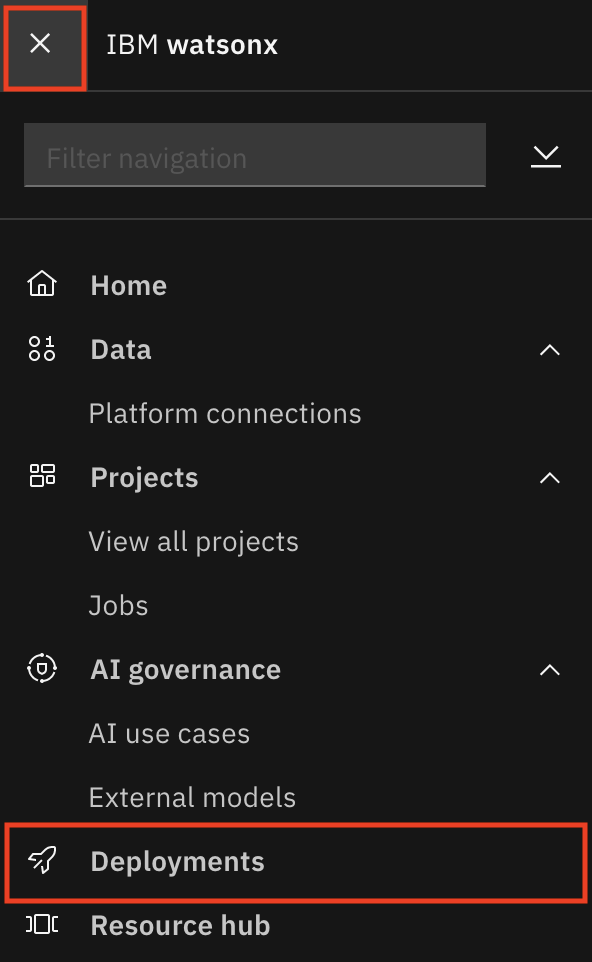 IBM watsonx
Filter navigation
Home
Data
Platform connections
Projects
View all projects
Jobs
AI governance
AI use cases
External models
Deployments
Resource hub